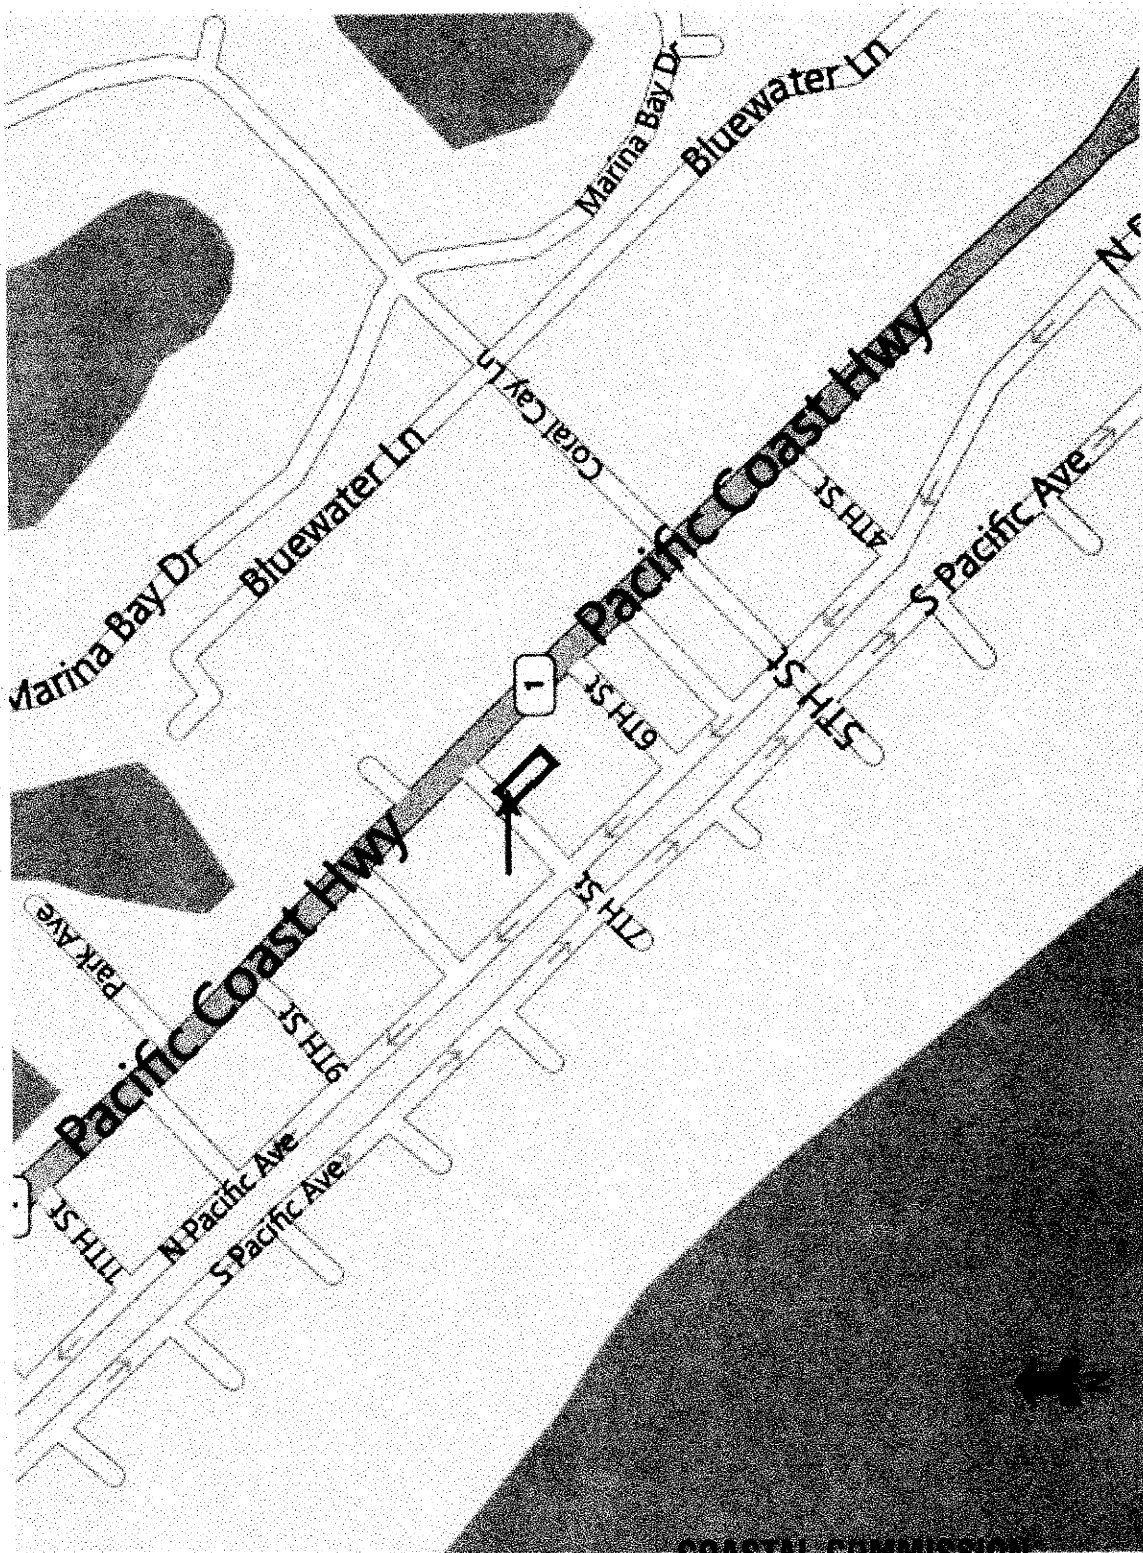 Marina Bay Dr
Bluewater Ln
N
Coral Cay Ln
Pacific Coast Hwy
4TH St
Bluewater Ln
S Pacific Ave
Marina Bay Dr
5TH St
1
6TH St
7TH St
Pacific Coast Hwy
Park Ave
9TH St
N Pacific Ave
S Pacific Ave
11TH St
N
COASTAL COMMISSION